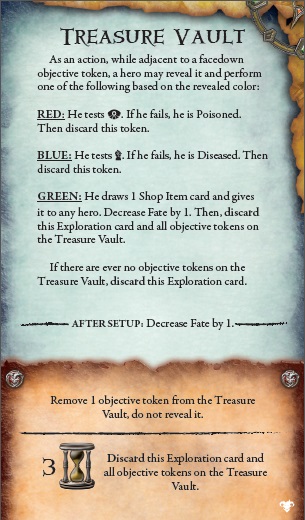 TREASURE VAULT
As an action, while adjacent to a facedown
objective token, a hero may reveal it and perform
one of the following based on the revealed color:
RED: He tests . If he fails, he is Poisoned.
Then discard this token.
BLUE: He tests . If he fails, he is Diseased. Then
discard this token.
GREEN: He draws 1 Shop Item card and gives
it to any hero. Decrease Fate by 1. Then, discard
this Exploration card and all objective tokens on
the Treasure Vault.
If there are ever no objective tokens on the
Treasure Vault, discard this Exploration card.
AFTER SETUP: Decrease Fate by 1.
Remove 1 objective token from the Treasure
Vault, do not reveal it.
3
Discard this Exploration card and
all objective tokens on the Treasure
Vault.